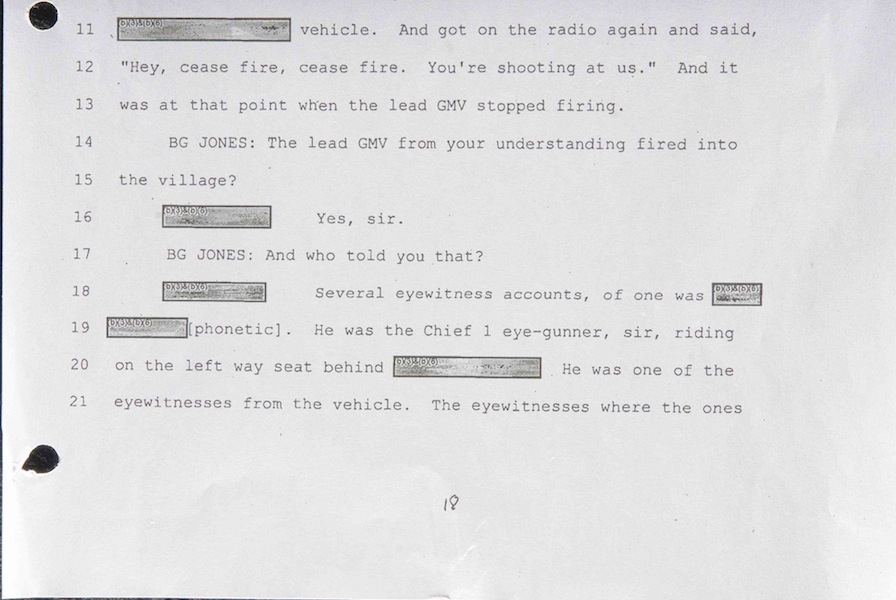 11 b)(3)&(b)(6) vehicle. And got on the radio again and said,
12 "Hey, cease fire, cease fire. You're shooting at us." And it
13 was at that point when the lead GMV stopped firing.
14 BG JONES: The lead GMV from your understanding fired into
15 the village?
16 b)(3)&(b)(6) Yes, sir.
17 BG JONES: And who told you that?
18 b)(3)&(b)(6) Several eyewitness accounts, of one was b)(3)&(b)(6)
19 b)(3)&(b)(6) [phonetic]. He was the Chief 1 eye-gunner, sir, riding
20 on the left way seat behind b)(3)&(b)(6) He was one of the
21 eyewitnesses from the vehicle. The eyewitnesses where the ones
18